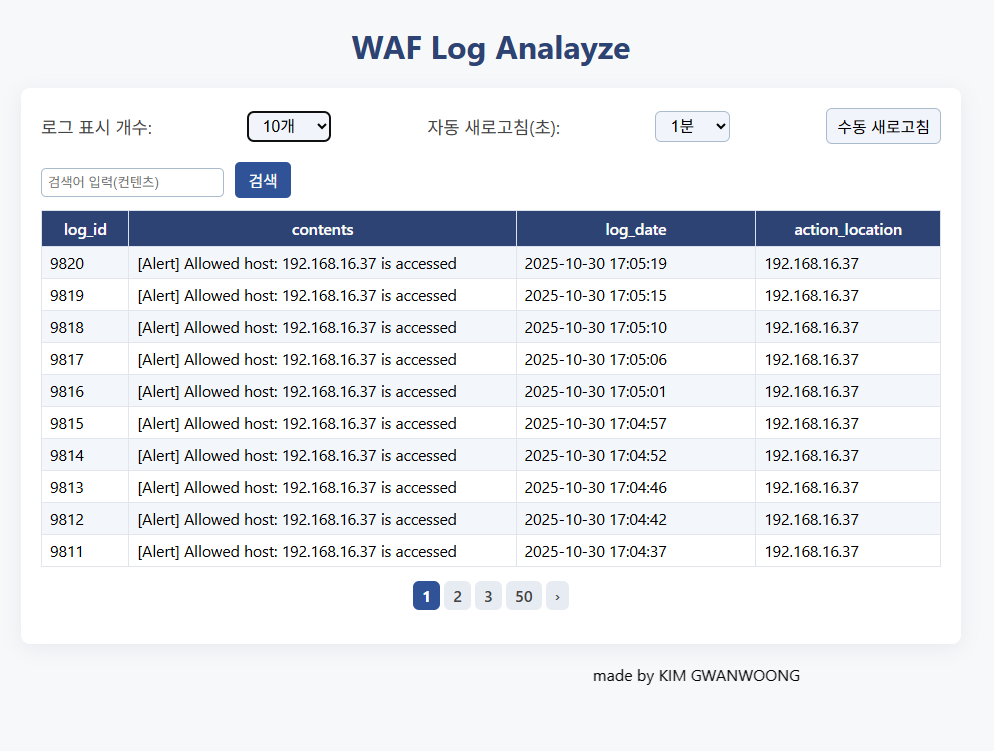 WAF Log Analayze
로그 표시 개수: 10개 자동 새로고침(초): 1분 수동 새로고침
검색어 입력(컨텐츠) 검색
log_id contents log_date action_location
9820 [Alert] Allowed host: 192.168.16.37 is accessed 2025-10-30 17:05:19 192.168.16.37
9819 [Alert] Allowed host: 192.168.16.37 is accessed 2025-10-30 17:05:15 192.168.16.37
9818 [Alert] Allowed host: 192.168.16.37 is accessed 2025-10-30 17:05:10 192.168.16.37
9817 [Alert] Allowed host: 192.168.16.37 is accessed 2025-10-30 17:05:06 192.168.16.37
9816 [Alert] Allowed host: 192.168.16.37 is accessed 2025-10-30 17:05:01 192.168.16.37
9815 [Alert] Allowed host: 192.168.16.37 is accessed 2025-10-30 17:04:57 192.168.16.37
9814 [Alert] Allowed host: 192.168.16.37 is accessed 2025-10-30 17:04:52 192.168.16.37
9813 [Alert] Allowed host: 192.168.16.37 is accessed 2025-10-30 17:04:46 192.168.16.37
9812 [Alert] Allowed host: 192.168.16.37 is accessed 2025-10-30 17:04:42 192.168.16.37
9811 [Alert] Allowed host: 192.168.16.37 is accessed 2025-10-30 17:04:37 192.168.16.37
1 2 3 50 ›
made by KIM GWANWOONG